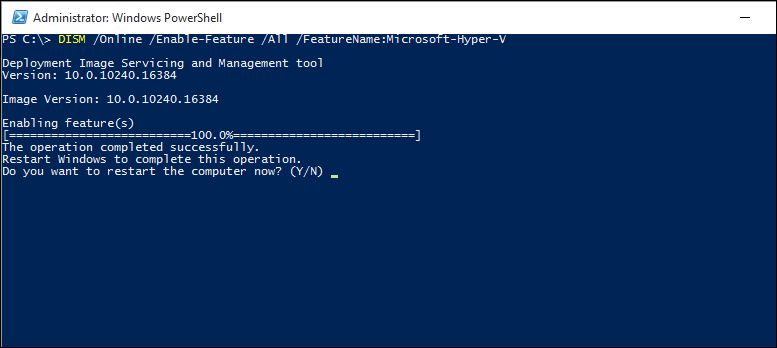 Administrator: Windows PowerShell
PS C:\> DISM /Online /Enable-Feature /All /FeatureName:Microsoft-Hyper-V
Deployment Image Servicing and Management tool
Version: 10.0.10240.16384
Image Version: 10.0.10240.16384
Enabling feature(s)
[==========================100.0%==========================]
The operation completed successfully.
Restart Windows to complete this operation.
Do you want to restart the computer now? (Y/N)